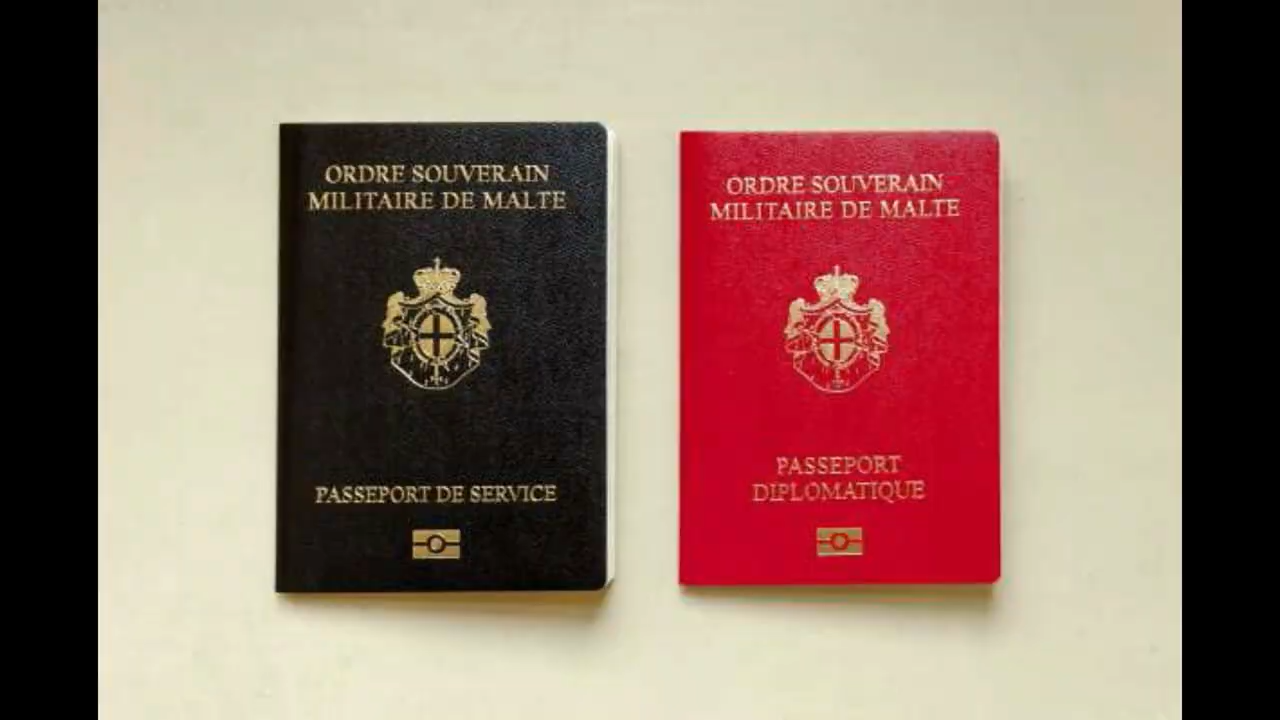 ORDRE SOUVERAIN
MILITAIRE DE MALTE
PASSEPORT DE SERVICE
ORDRE SOUVERAIN
MILITAIRE DE MALTE
PASSEPORT
DIPLOMATIQUE